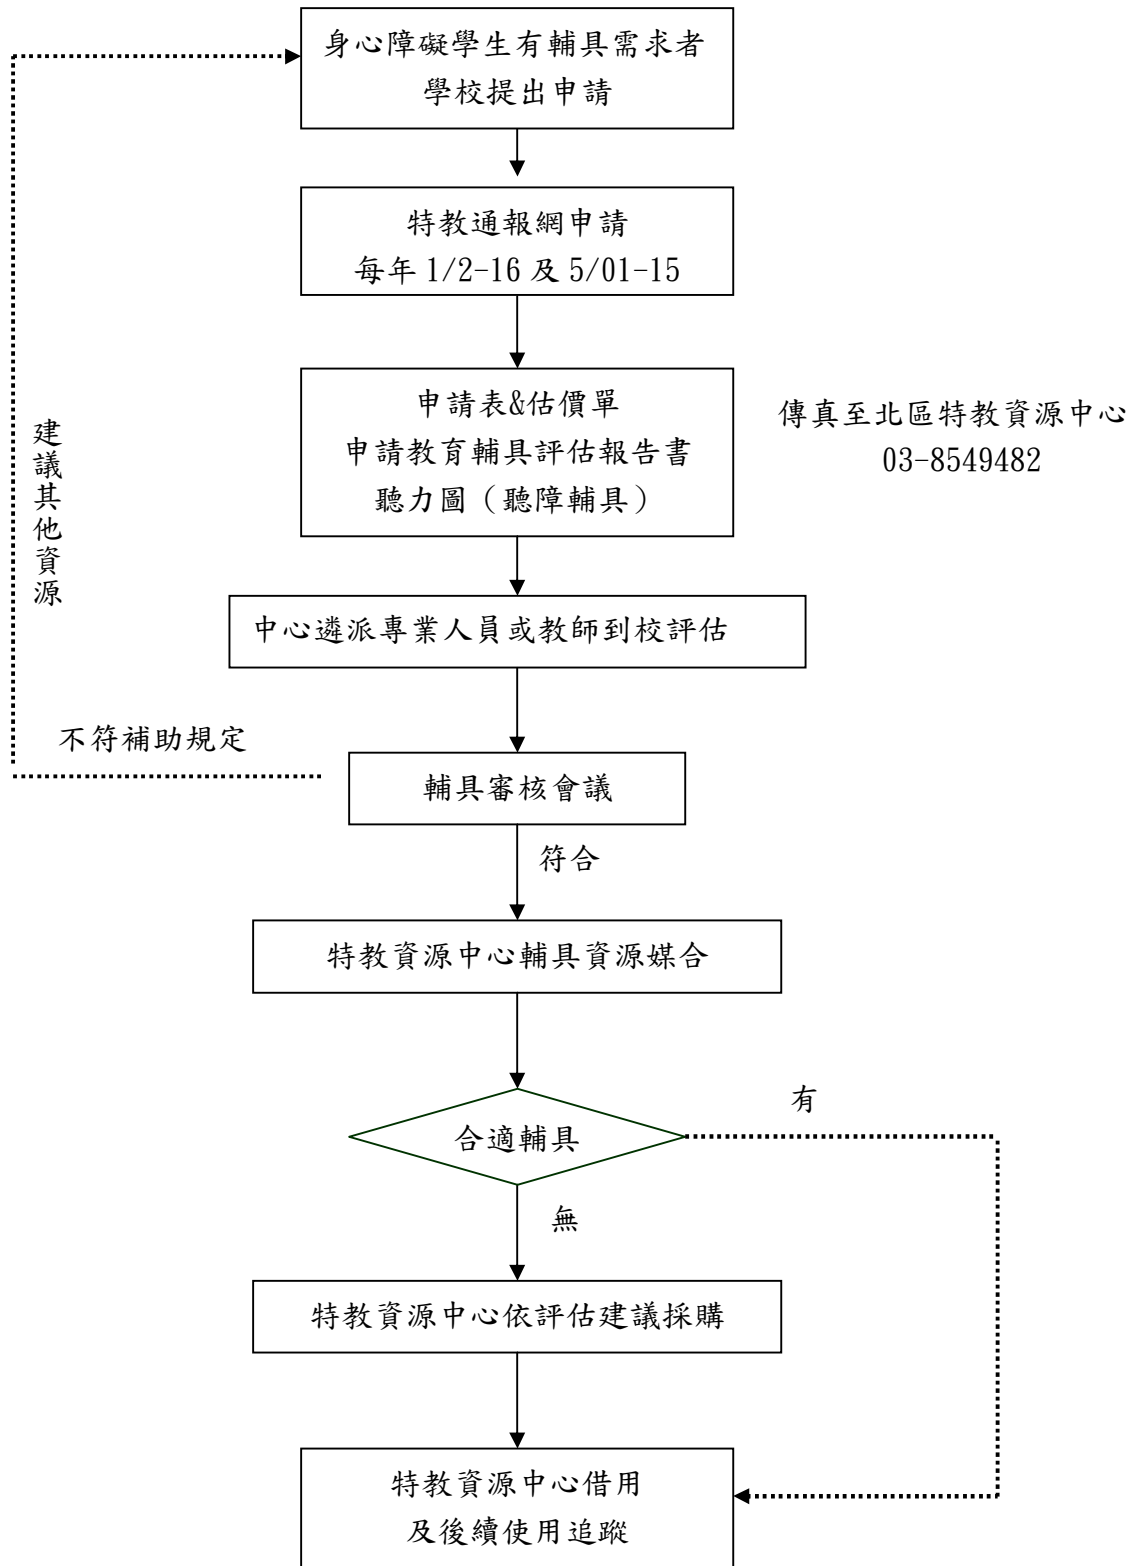 身心障礙學生有輔具需求者
學校提出申請
特教通報網申請
每年 1/2-16 及 5/01-15
申請表&估價單
申請教育輔具評估報告書
聽力圖（聽障輔具）
傳真至北區特教資源中心
03-8549482
建議其他資源
中心遴派專業人員或教師到校評估
不符補助規定
輔具審核會議
符合
特教資源中心輔具資源媒合
合適輔具
有
無
特教資源中心依評估建議採購
特教資源中心借用
及後續使用追蹤